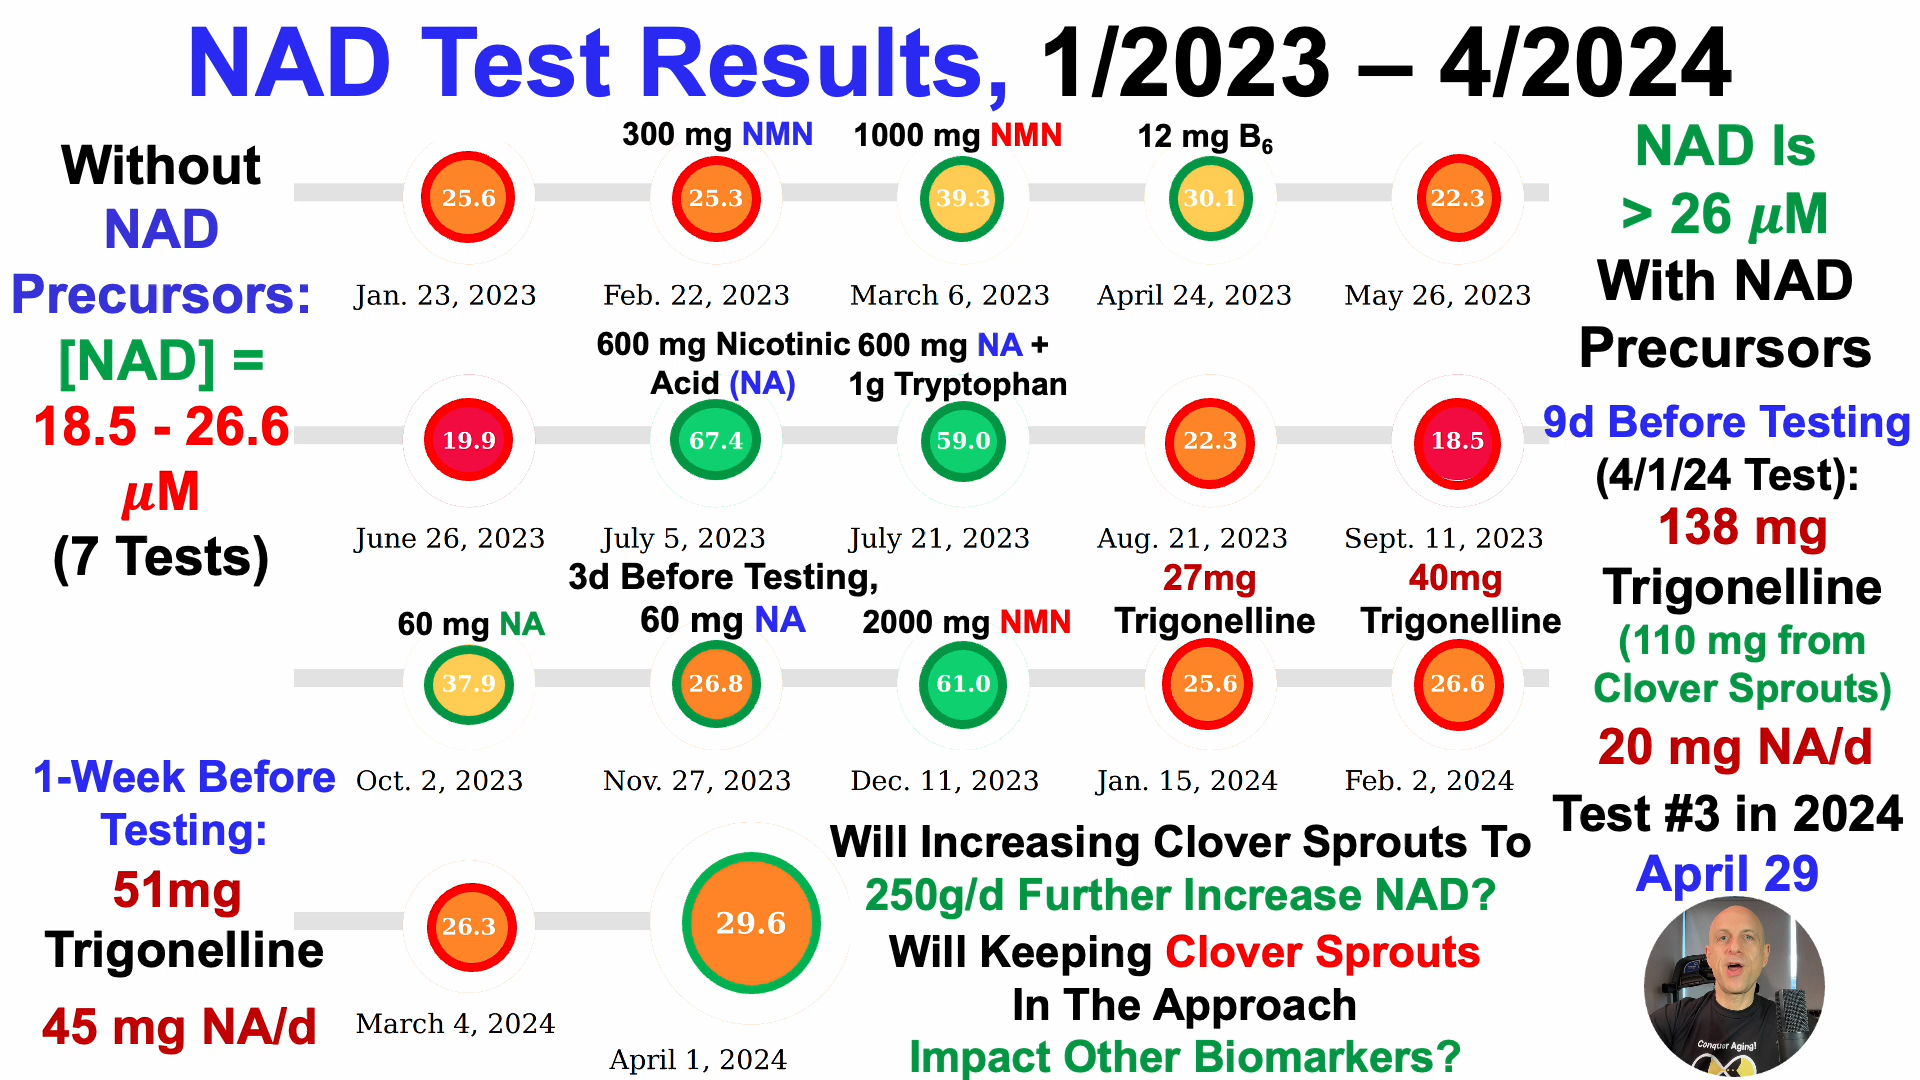 NAD Test Results, 1/2023 – 4/2024
Without
NAD
Precursors:
[NAD] =
18.5 - 26.6
μM
(7 Tests)
300 mg NMN
1000 mg NMN
12 mg B6
25.6
25.3
39.3
30.1
22.3
Jan. 23, 2023
Feb. 22, 2023
March 6, 2023
April 24, 2023
May 26, 2023
600 mg Nicotinic
Acid (NA)
600 mg NA +
1g Tryptophan
19.9
67.4
59.0
22.3
18.5
June 26, 2023
July 5, 2023
July 21, 2023
Aug. 21, 2023
Sept. 11, 2023
60 mg NA
3d Before Testing,
60 mg NA
2000 mg NMN
27mg
Trigonelline
40mg
Trigonelline
37.9
26.8
61.0
25.6
26.6
Oct. 2, 2023
Nov. 27, 2023
Dec. 11, 2023
Jan. 15, 2024
Feb. 2, 2024
1-Week Before
Testing:
51mg
Trigonelline
45 mg NA/d
26.3
29.6
March 4, 2024
April 1, 2024
Will Increasing Clover Sprouts To
250g/d Further Increase NAD?
Will Keeping Clover Sprouts
In The Approach
Impact Other Biomarkers?
NAD Is
> 26 μM
With NAD
Precursors
9d Before Testing
(4/1/24 Test):
138 mg
Trigonelline
(110 mg from
Clover Sprouts)
20 mg NA/d
Test #3 in 2024
April 29
Conquer Aging!